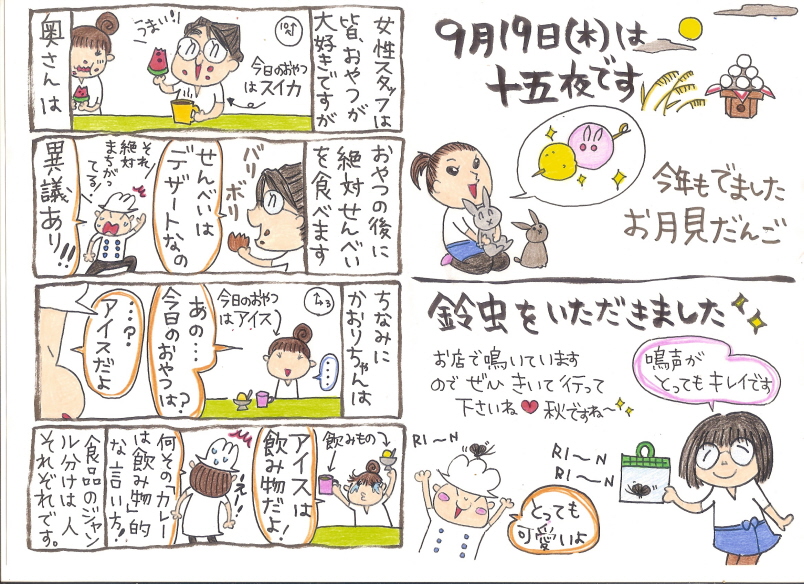 女性スタッフは
皆、おやつが
大好きですが
10時
うまい!!
今日のおやつ
はスイカ
奥さんは
おやつの後に
絶対せんべい
を食べます
バリ
ボリ
せんべいは
デザートなの
それ
絶対
まちがっ
てる
異議あり!!
ちなみに
かおりちゃんは
今日のおやつ
はアイス
・・・
あの…
今日のおやつは?
…?
アイスだよ
飲みもの
アイスは
飲み物だよ!
え!
何その「カレー
は飲み物」的
な言い方!!
食品のジャン
ル分けは人
それぞれです。
9月19日(木)は
十五夜です
今年もでました
お月見だんご
鈴虫をいただきました
お店で鳴いています
ので ぜひ きいて行って
下さいね♥秋ですね〜
鳴声が
とってもキレイです
RI〜N
RI〜N
RI〜N
とっても
可愛いよ